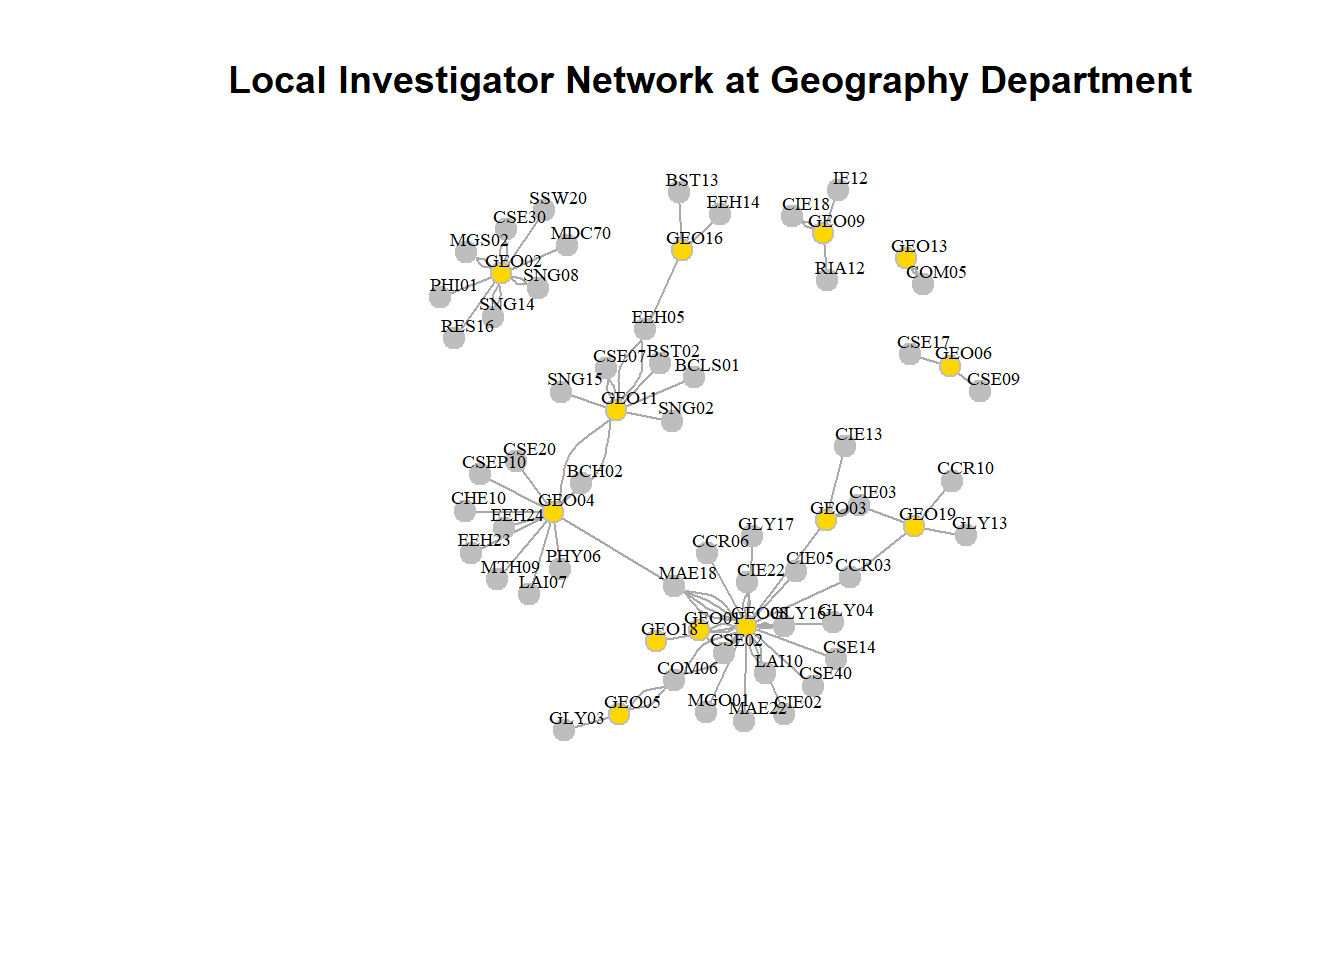 Local Investigator Network at Geography Department
BST13
IE12
SSW20
EEH14
CIE18
CSE30
GEO09
MDC70
GEO16
MGS02
GEO13
GEO02
RIA12
COM05
SNG08
PHI01
SNG14
EEH05
RES16
CSE17
BST02
GEO06
CSE07
BCLS01
SNG15
CSE09
GEO11
SNG02
CIE13
CSE20
CSEP10
BCH02
CCR10
CHE10
GEO04
CIE03
GEO03
EEH24
GEO19
GLY17
GLY13
EEH23
CCR06
PHY06
CIE05
MTH09
MAE18
CIE22
CCR03
LAI07
GLY04
GEO01
GLY16
GEO18
CSE02
CSE14
LAI10
COM06
CSE40
GEO05
MGO01
CIE02
MAE22
GLY03